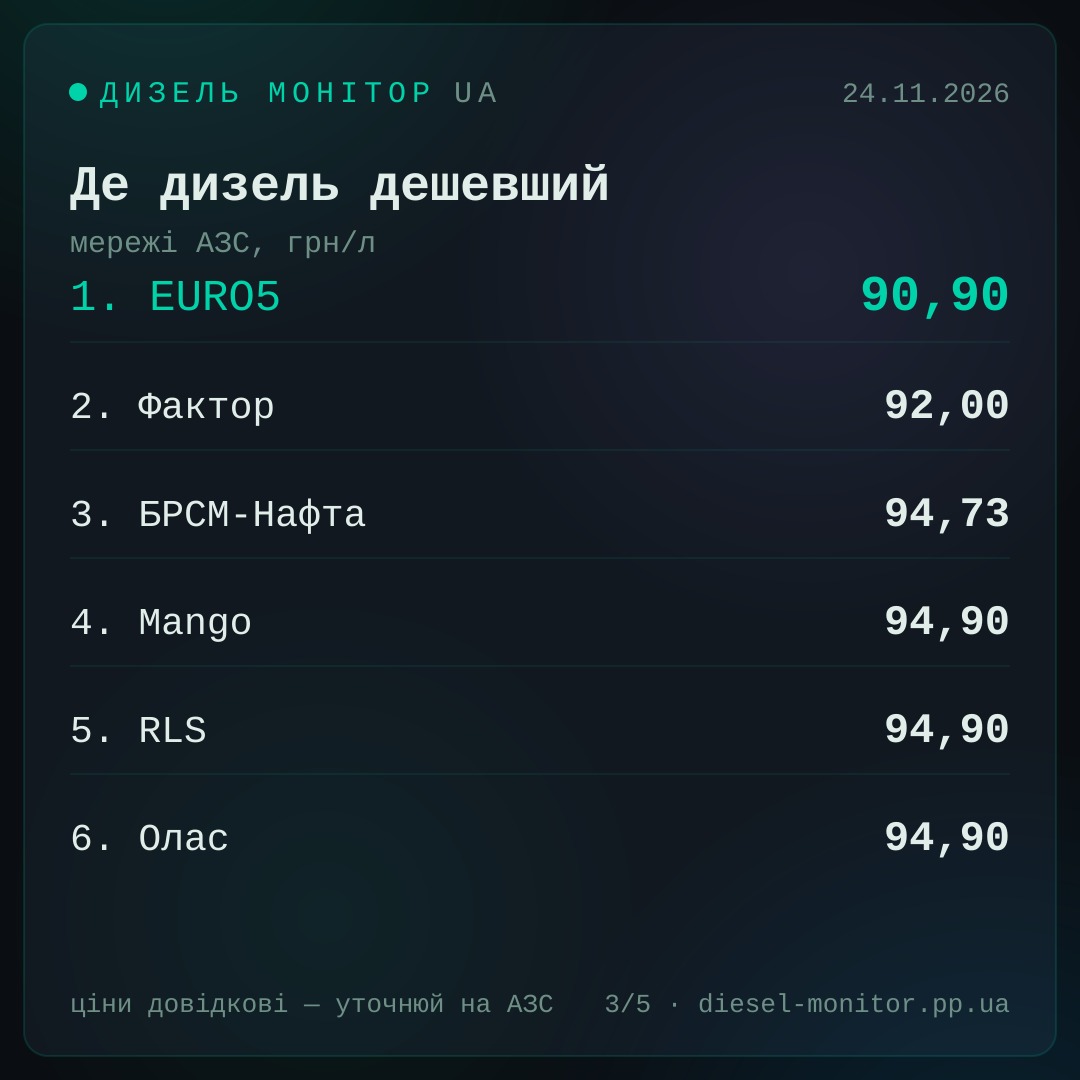 ДИЗЕЛЬ МОНІТОР UA 24.11.2026
Де дизель дешевший
мережі АЗС, грн/л
1. EURO5 90,90
2. Фактор 92,00
3. БРСМ-Нафта 94,73
4. Mango 94,90
5. RLS 94,90
6. Олас 94,90
ціни довідкові — уточнюй на АЗС 3/5 · diesel-monitor.pp.ua